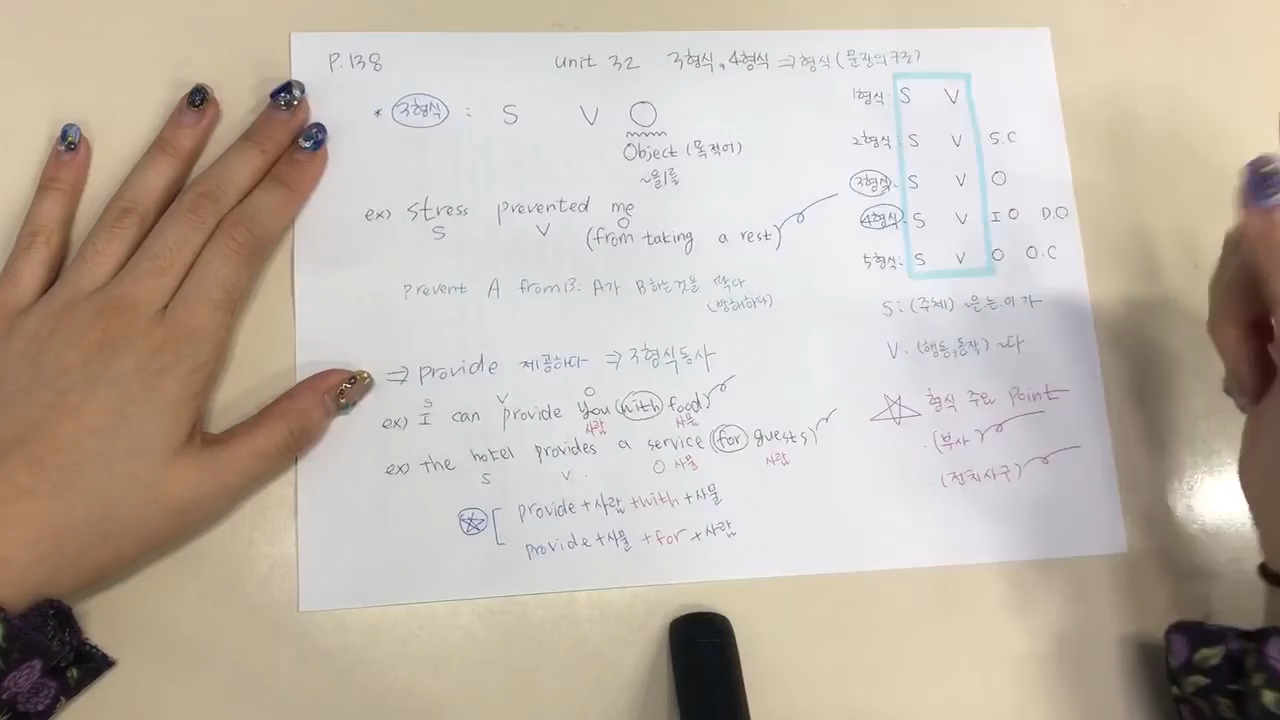 P.138
unit 32 3형식, 4형식 ⇒ 형식 (문장의 구조)
* 3형식 : S V O
Object (목적어)
~을/를
ex) stress prevented me
S V O
(from taking a rest)
prevent A from B: A가 B하는것을 막다
(방해하다)
⇒ provide 제공하다 ⇒ 3형식동사
S V O
ex) I can provide you (with food)
사람 사물
ex) the hotel provides a service (for guests)
S V O 사물 사람
☆ [ provide+사람+with+사물
provide+사물+for+사람
1형식: S V
2형식: S V S.C
3형식: S V O
4형식: S V I O D.O
5형식: S V O O.C
S: (주체) ~은.는.이.가
V. (행동,동작) ~다
☆ 형식 주요 Point
· (부사)
· (전치사구)